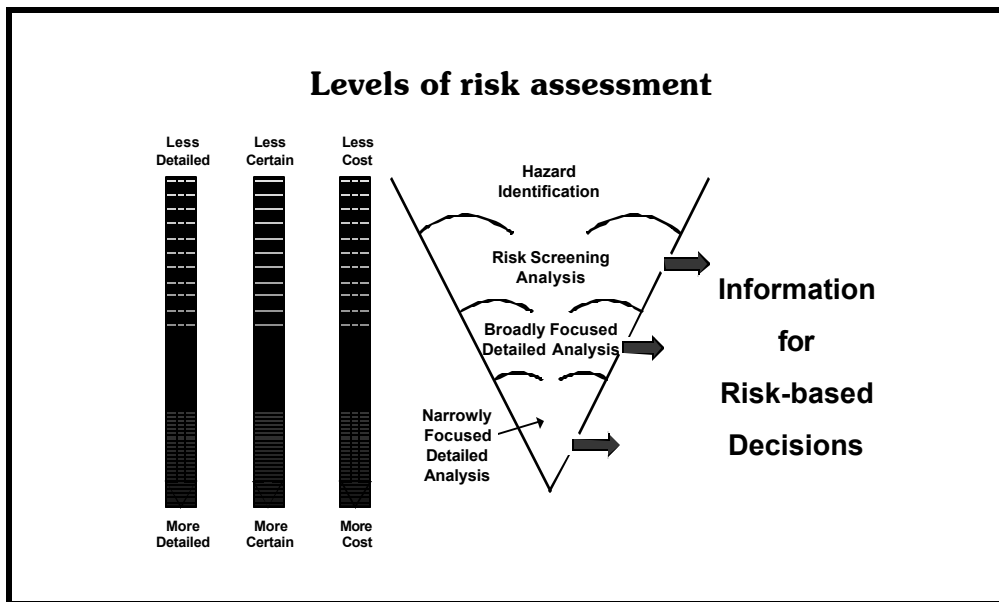 Levels of risk assessment
Less
Detailed
Less
Certain
Less
Cost
Hazard
Identification
Risk Screening
Analysis
Broadly Focused
Detailed Analysis
Narrowly
Focused
Detailed
Analysis
Information
for
Risk-based
Decisions
More
Detailed
More
Certain
More
Cost